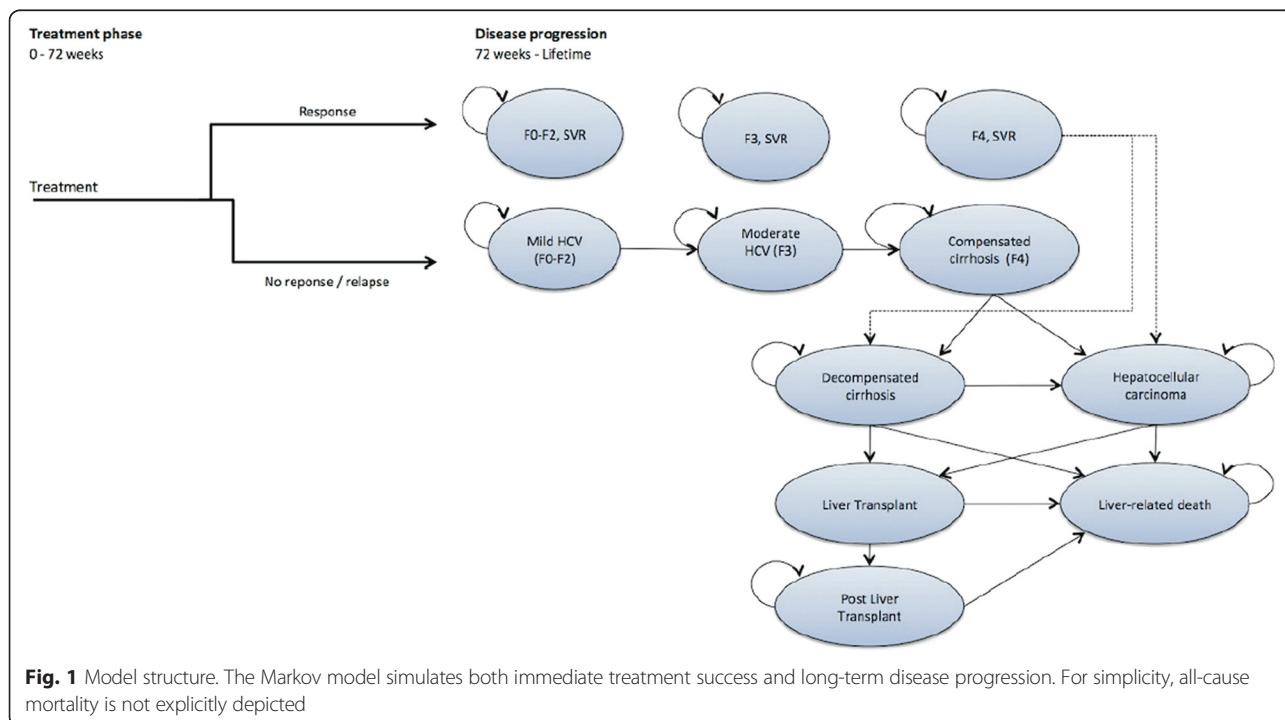 Treatment phase
0 - 72 weeks
Disease progression
72 weeks - Lifetime
Response
Treatment
No reponse / relapse
F0-F2, SVR
F3, SVR
F4, SVR
Mild HCV
(F0-F2)
Moderate
HCV (F3)
Compensated
cirrhosis (F4)
Decompensated
cirrhosis
Hepatocellular
carcinoma
Liver Transplant
Liver-related death
Post Liver
Transplant
Fig. 1 Model structure. The Markov model simulates both immediate treatment success and long-term disease progression. For simplicity, all-cause
mortality is not explicitly depicted